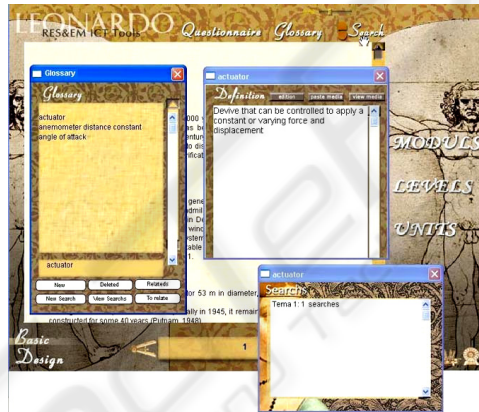 LEONARDO
RES&EM ICT Tools
Questionnaire Glossary Search
Glossary
Glossary
actuator
anemometer distance constant
angle of attack
actuator
New Deleted Relateds
New Search View Searchs To relate
actuator
Definition edition paste media view media
Devive that can be controlled to apply a
constant or varying force and
displacement
MODULS
LEVELS
UNITS
actuator
Searchs
Tema 1: 1 searches
for 53 m in diameter,
ally in 1945, it remain
constructed for some 40 years (Putnam, 1948)
Basic
Design
1